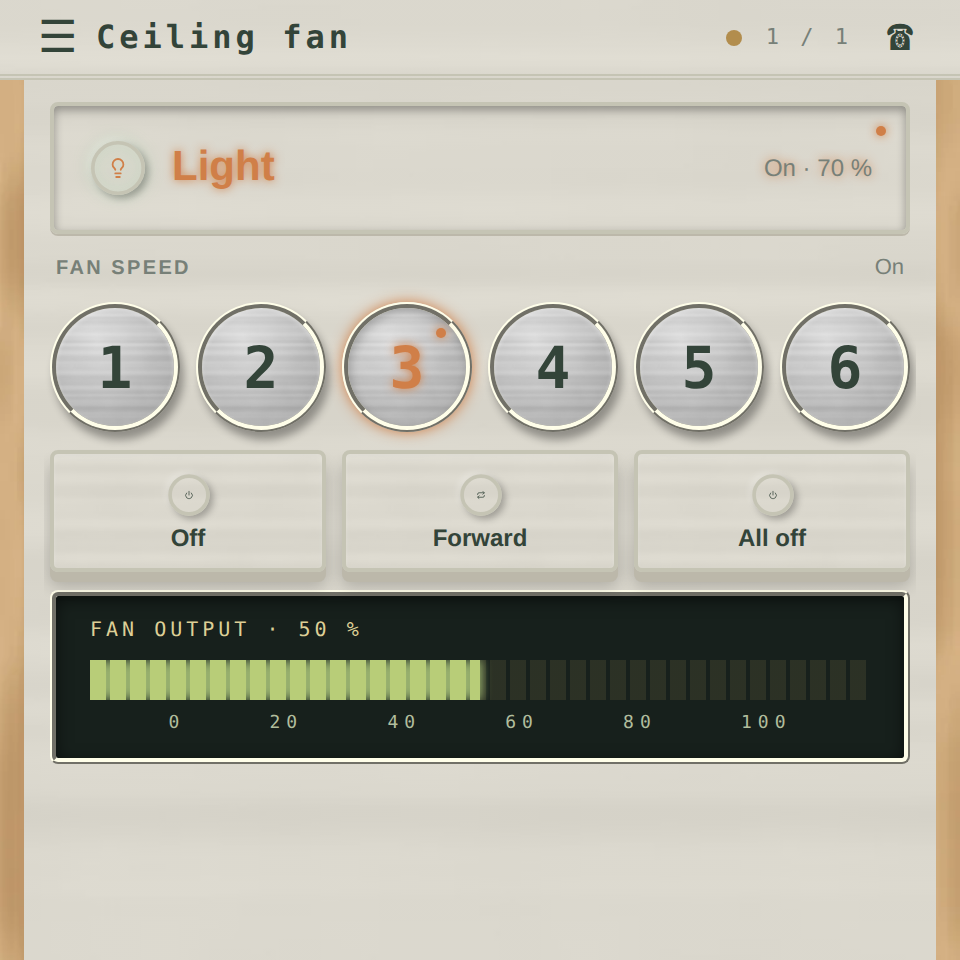 Ceiling fan
1 / 1
Light
On · 70 %
FAN SPEED
On
1 2 3 4 5 6
Off
Forward
All off
FAN OUTPUT · 50 %
0 20 40 60 80 100